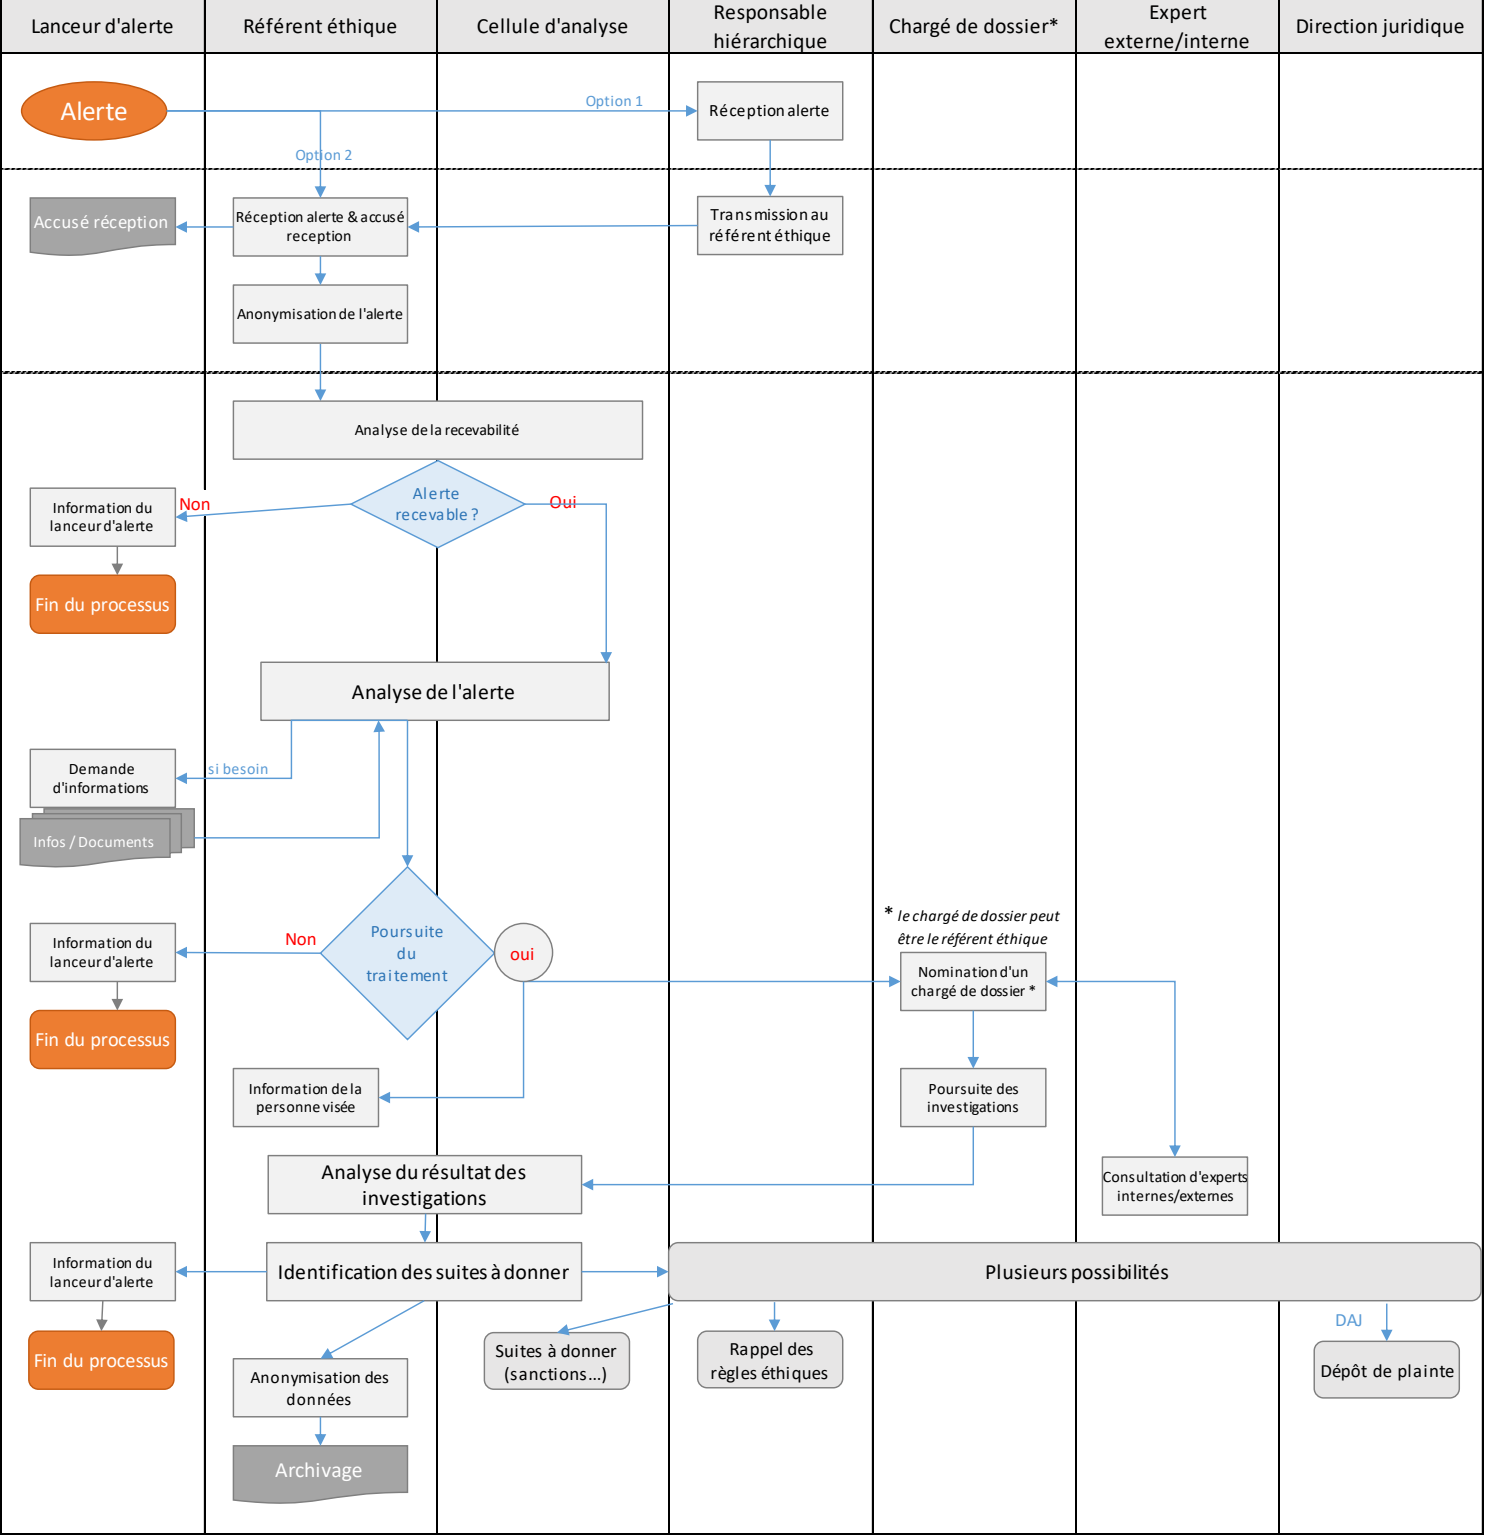 Lanceur d'alerte
Référent éthique
Cellule d'analyse
Responsable
hiérarchique
Chargé de dossier*
Expert
externe/interne
Direction juridique
Alerte
Option 1
Réception alerte
Option 2
Accusé réception
Réception alerte & accusé
reception
Transmission au
référent éthique
Anonymisation de l'alerte
Analyse de la recevabilité
Alerte
recevable ?
Non
Oui
Information du
lanceur d'alerte
Fin du processus
Analyse de l'alerte
Demande
d'informations
si besoin
Infos / Documents
* le chargé de dossier peut
être le référent éthique
Information du
lanceur d'alerte
Non
Poursuite
du
traitement
oui
Nomination d'un
chargé de dossier *
Fin du processus
Information de la
personne visée
Poursuite des
investigations
Analyse du résultat des
investigations
Consultation d'experts
internes/externes
Information du
lanceur d'alerte
Identification des suites à donner
Plusieurs possibilités
DAJ
Fin du processus
Suites à donner
(sanctions...)
Rappel des
règles éthiques
Dépôt de plainte
Anonymisation des
données
Archivage